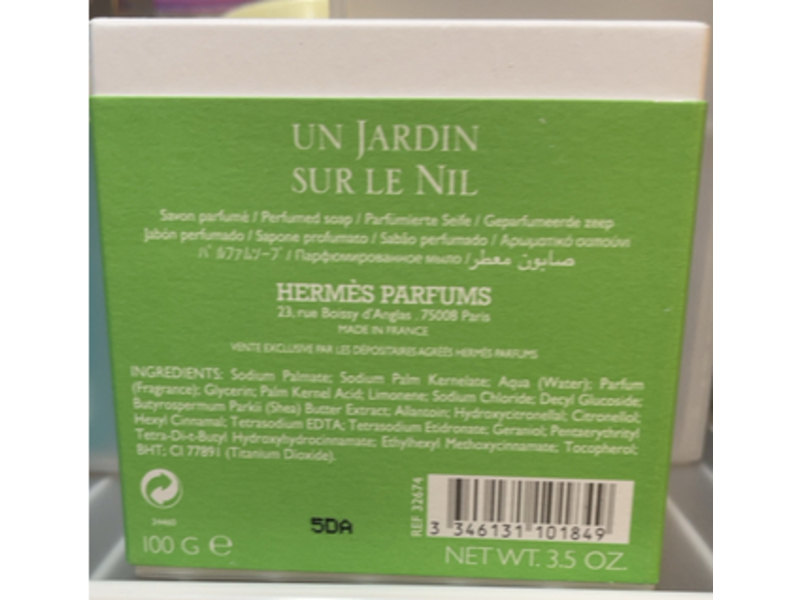 UN JARDIN
SUR LE NIL
Savon parfumé / Perfumed soap / Parfümierte Seife / Geparfumeerde zeep
Jabón perfumado / Sapone profumato / Sabão perfumado / Αρωματικό σαπούνι
パルファムソープ / Парфюмированное мыло / صابون معطر
HERMÈS PARFUMS
23, rue Boissy d'Anglas . 75008 Paris
MADE IN FRANCE
VENTE EXCLUSIVE PAR LES DÉPOSITAIRES AGRÉÉS HERMÈS PARFUMS
INGREDIENTS: Sodium Palmate; Sodium Palm Kernelate; Aqua (Water); Parfum
(Fragrance); Glycerin; Palm Kernel Acid; Limonene; Sodium Chloride; Decyl Glucoside;
Butyrospermum Parkii (Shea) Butter Extract; Allantoin; Hydroxycitronellal; Citronellol;
Hexyl Cinnamal; Tetrasodium EDTA; Tetrasodium Etidronate; Geraniol; Pentaerythrityl
Tetra-Di-t-Butyl Hydroxyhydrocinnamate; Ethylhexyl Methoxycinnamate; Tocopherol;
BHT; CI 77891 (Titanium Dioxide).
5DA
REF 32674
3 346131 101849
100 G e
NET WT. 3.5 OZ.